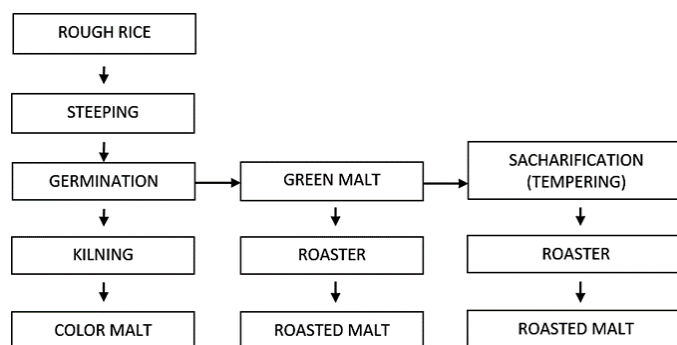 ROUGH RICE
STEEPING
GERMINATION
KILNING
COLOR MALT
GREEN MALT
ROASTER
ROASTED MALT
SACHARIFICATION
(TEMPERING)
ROASTER
ROASTED MALT